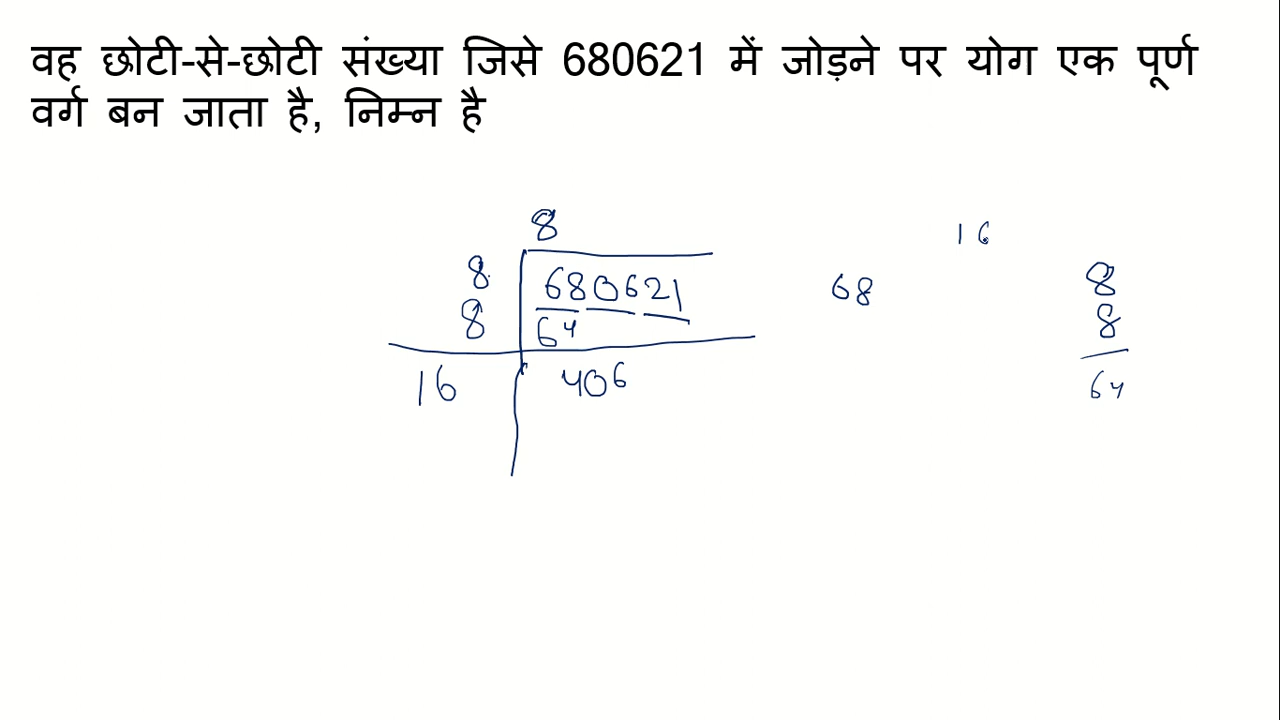 वह छोटी-से-छोटी संख्या जिसे 680621 में जोड़ने पर योग एक पूर्ण
वर्ग बन जाता है, निम्न है
8
16
8 680621 68 8
8 64 8
16 406 64